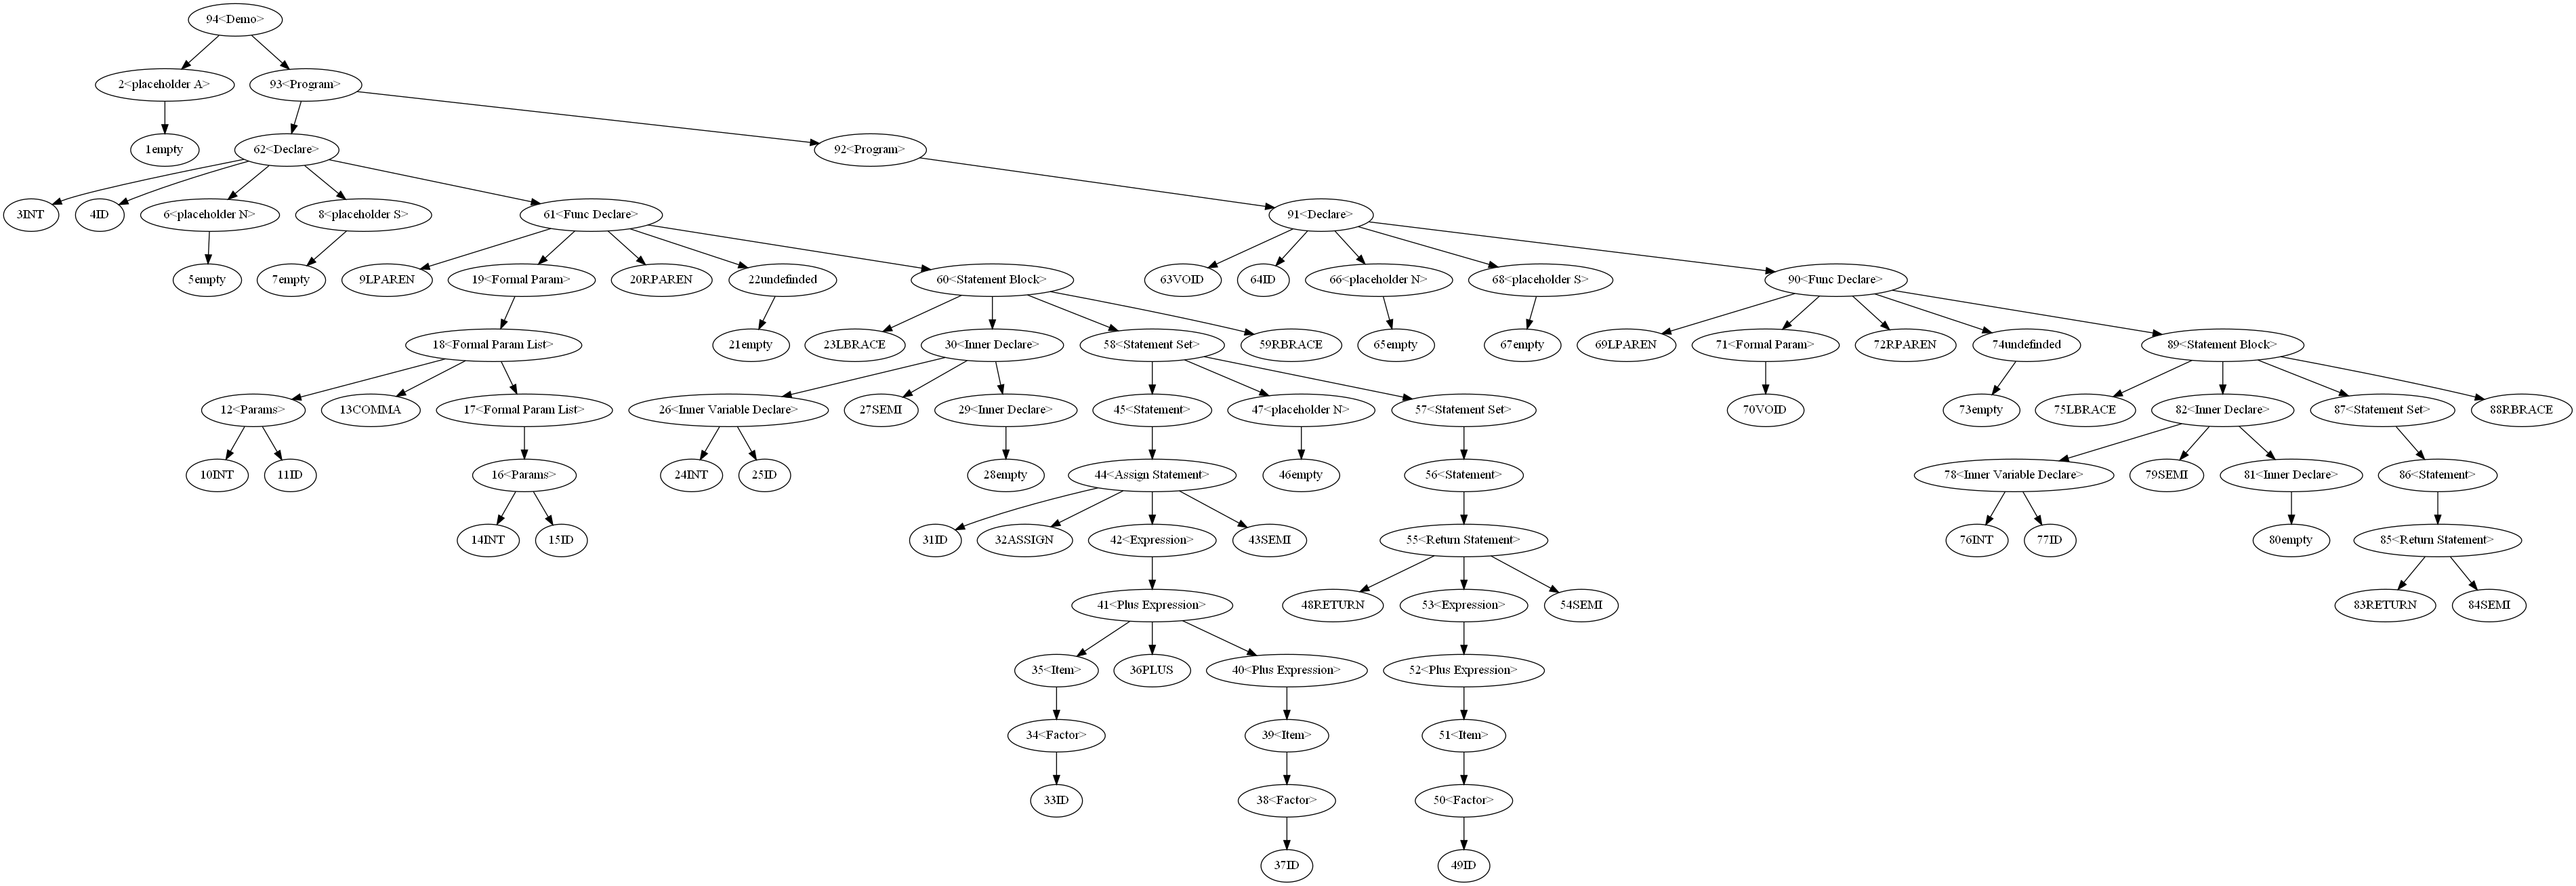 94<Demo>
2<placeholder A>
93<Program>
1empty
62<Declare>
92<Program>
3INT
4ID
6<placeholder N>
8<placeholder S>
61<Func Declare>
91<Declare>
5empty
7empty
9LPAREN
19<Formal Param>
20RPAREN
22undefinded
60<Statement Block>
63VOID
64ID
66<placeholder N>
68<placeholder S>
90<Func Declare>
18<Formal Param List>
21empty
23LBRACE
30<Inner Declare>
58<Statement Set>
59RBRACE
65empty
67empty
69LPAREN
71<Formal Param>
72RPAREN
74undefinded
89<Statement Block>
12<Params>
13COMMA
17<Formal Param List>
26<Inner Variable Declare>
27SEMI
29<Inner Declare>
45<Statement>
47<placeholder N>
57<Statement Set>
70VOID
73empty
75LBRACE
82<Inner Declare>
87<Statement Set>
88RBRACE
10INT
11ID
16<Params>
24INT
25ID
28empty
44<Assign Statement>
46empty
56<Statement>
78<Inner Variable Declare>
79SEMI
81<Inner Declare>
86<Statement>
14INT
15ID
31ID
32ASSIGN
42<Expression>
43SEMI
55<Return Statement>
76INT
77ID
80empty
85<Return Statement>
41<Plus Expression>
48RETURN
53<Expression>
54SEMI
83RETURN
84SEMI
35<Item>
36PLUS
40<Plus Expression>
52<Plus Expression>
34<Factor>
39<Item>
51<Item>
33ID
38<Factor>
50<Factor>
37ID
49ID